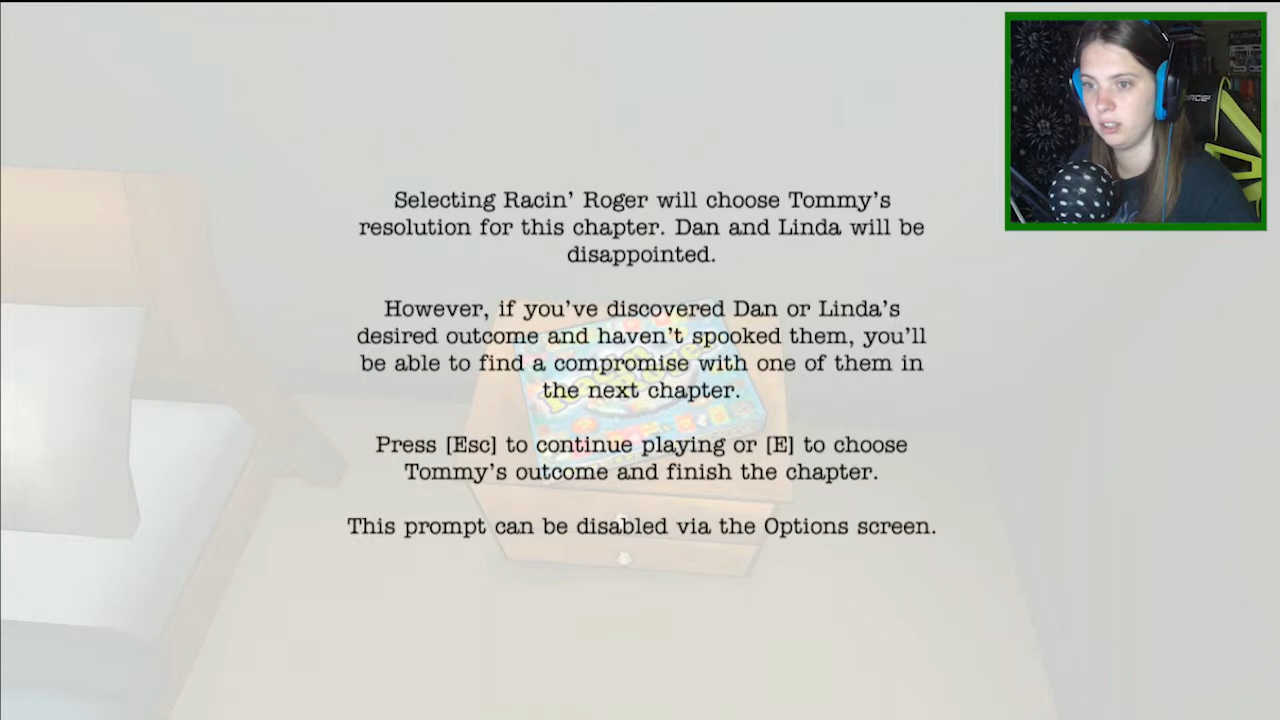 Selecting Racin’ Roger will choose Tommy’s
resolution for this chapter. Dan and Linda will be
disappointed.
However, if you’ve discovered Dan or Linda’s
desired outcome and haven’t spooked them, you’ll
be able to find a compromise with one of them in
the next chapter.
Press [Esc] to continue playing or [E] to choose
Tommy’s outcome and finish the chapter.
This prompt can be disabled via the Options screen.